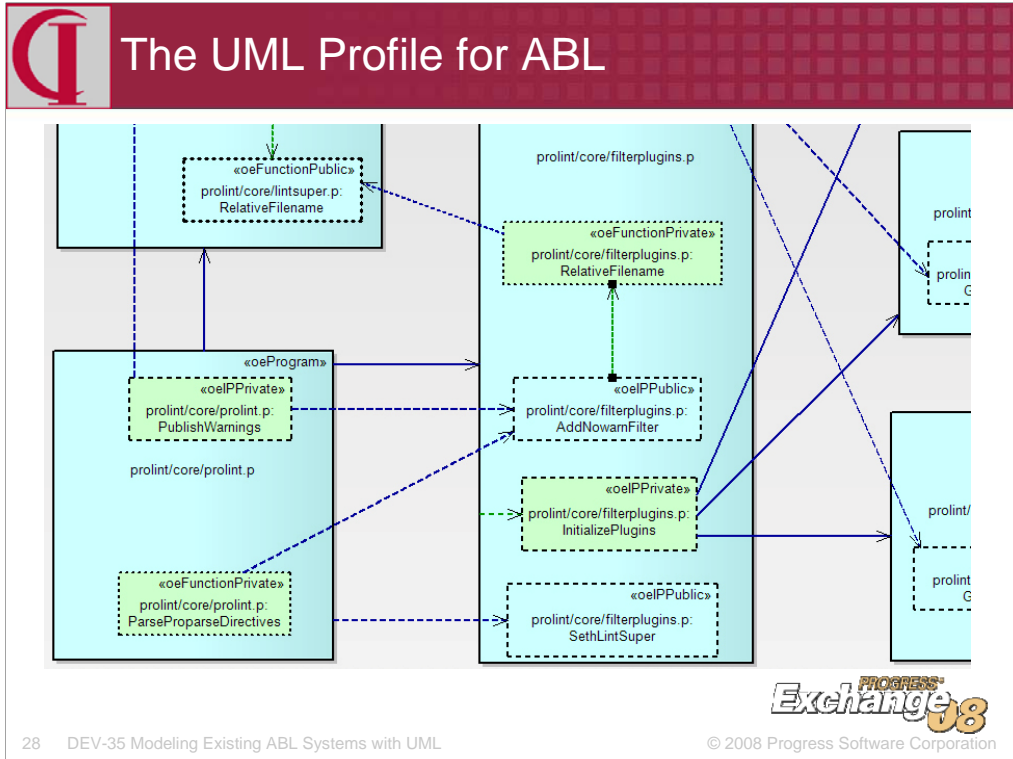 The UML Profile for ABL
«oeFunctionPublic»
prolint/core/lintsuper.p:
RelativeFilename
prolint/core/filterplugins.p
«oeFunctionPrivate»
prolint/core/filterplugins.p:
RelativeFilename
prolint
prolin
G
«oeProgram»
«oeIPPrivate»
prolint/core/prolint.p:
PublishWarnings
prolint/core/prolint.p
«oeIPPublic»
prolint/core/filterplugins.p:
AddNowarnFilter
«oeIPPrivate»
prolint/core/filterplugins.p:
InitializePlugins
prolint/
«oeFunctionPrivate»
prolint/core/prolint.p:
ParseProparseDirectives
«oeIPPublic»
prolint/core/filterplugins.p:
SethLintSuper
prolint
G
PROGRESS
Exchange 08
28 DEV-35 Modeling Existing ABL Systems with UML
© 2008 Progress Software Corporation